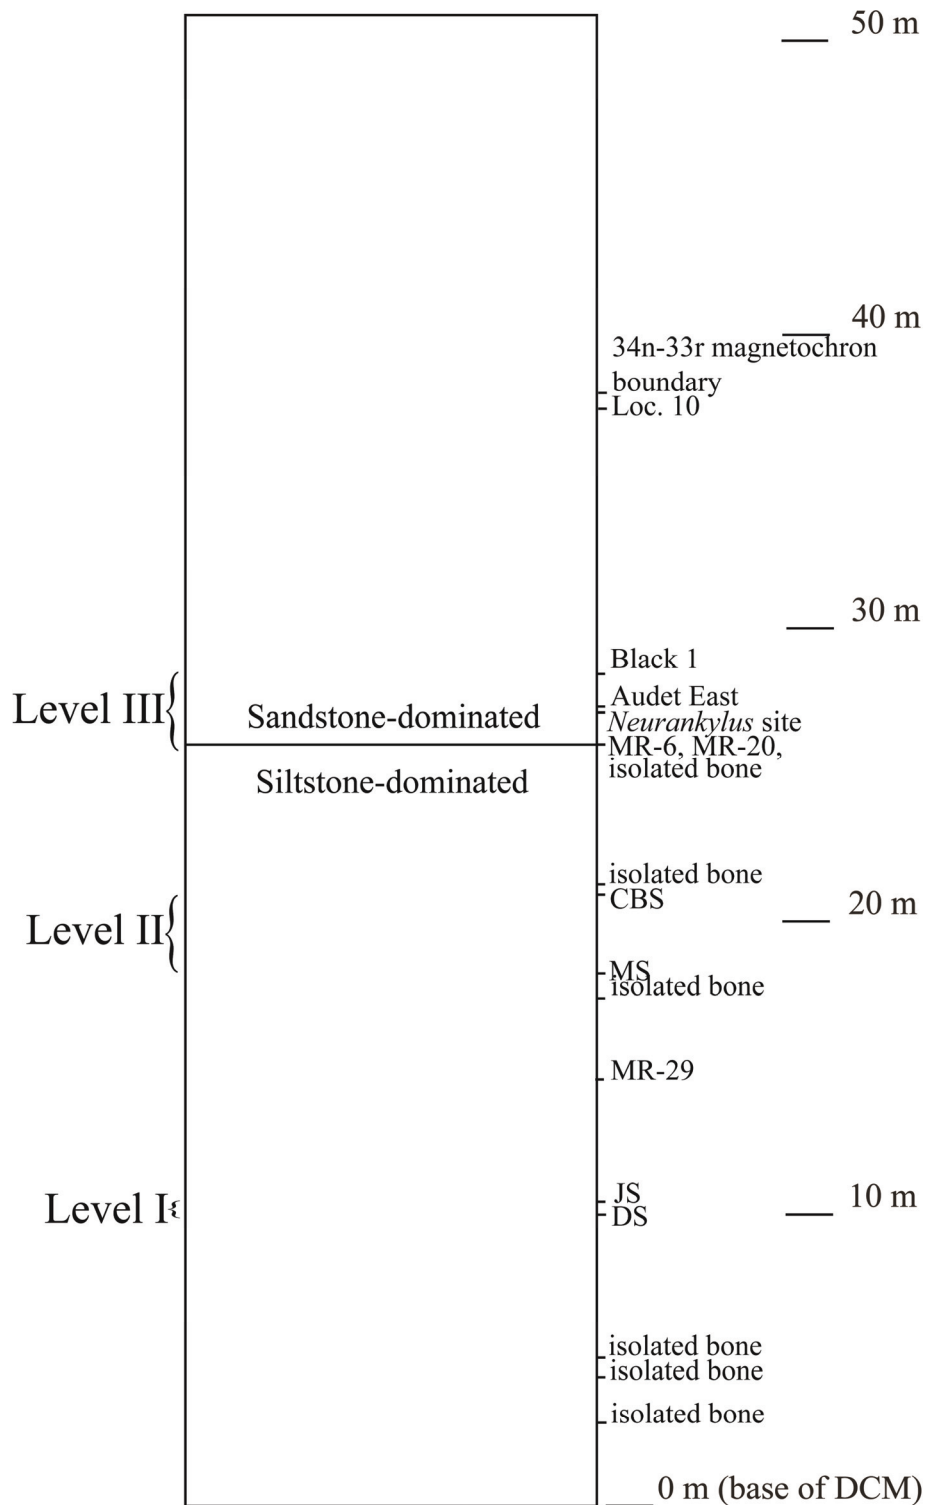 50 m
40 m
34n-33r magnetochron
boundary
Loc. 10
30 m
Black 1
Audet East
Level III
Sandstone-dominated
Neurankylus site
MR-6, MR-20,
isolated bone
Siltstone-dominated
isolated bone
CBS
20 m
Level II
MS
isolated bone
MR-29
JS
10 m
Level I
DS
isolated bone
isolated bone
isolated bone
0 m (base of DCM)